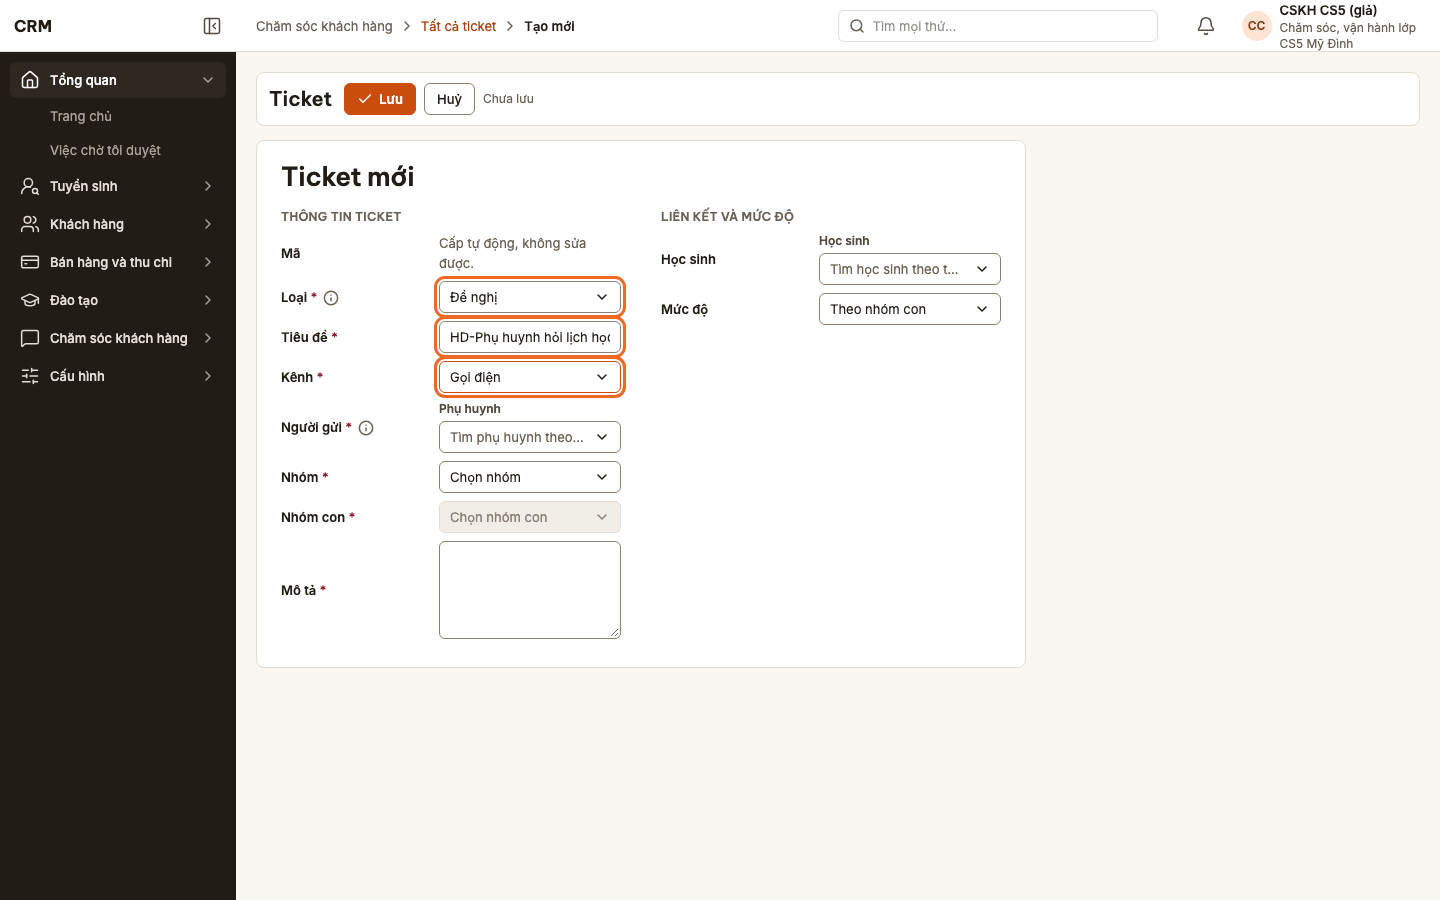 CRM
Chăm sóc khách hàng > Tất cả ticket > Tạo mới
Tìm mọi thứ...
CC
CSKH CS5 (giả)
Chăm sóc, vận hành lớp
CS5 Mỹ Đình
Tổng quan
Trang chủ
Việc chờ tôi duyệt
Tuyển sinh
Khách hàng
Bán hàng và thu chi
Đào tạo
Chăm sóc khách hàng
Cấu hình
Ticket
Lưu
Huỷ
Chưa lưu
Ticket mới
THÔNG TIN TICKET
Mã
Cấp tự động, không sửa
được.
Loại *
Đề nghị
Tiêu đề *
HD-Phụ huynh hỏi lịch học
Kênh *
Gọi điện
Phụ huynh
Người gửi *
Tìm phụ huynh theo...
Nhóm *
Chọn nhóm
Nhóm con *
Chọn nhóm con
Mô tả *
LIÊN KẾT VÀ MỨC ĐỘ
Học sinh
Học sinh
Tìm học sinh theo t...
Mức độ
Theo nhóm con